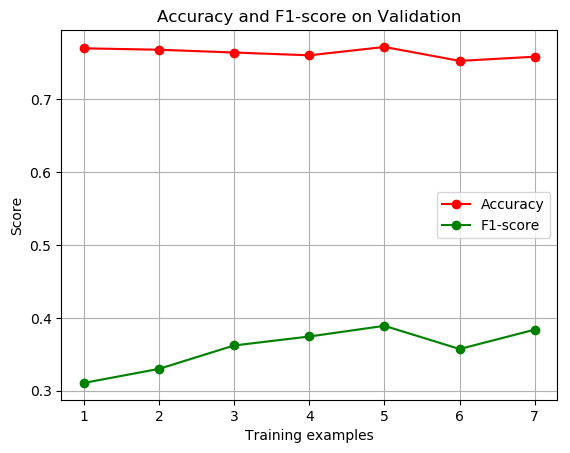 Accuracy and F1-score on Validation
Score
0.7
0.6
0.5
0.4
0.3
Accuracy
F1-score
1 2 3 4 5 6 7
Training examples